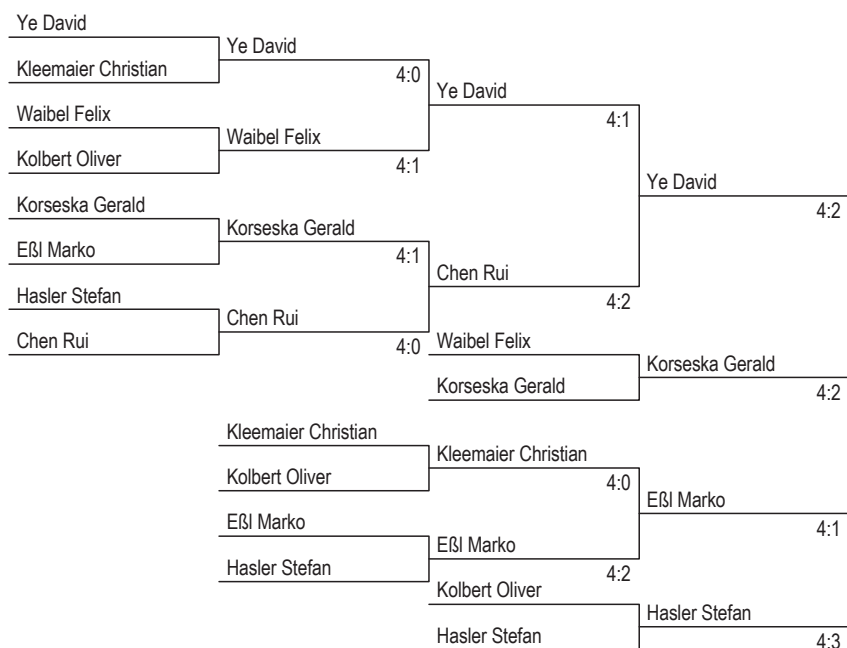 Ye David
Ye David
Kleemaier Christian
4:0
Ye David
Waibel Felix
4:1
Waibel Felix
Kolbert Oliver
4:1
Ye David
4:2
Korseska Gerald
Korseska Gerald
Eßl Marko
4:1
Chen Rui
Hasler Stefan
4:2
Chen Rui
Chen Rui
4:0
Waibel Felix
Korseska Gerald
Korseska Gerald
4:2
Kleemaier Christian
Kleemaier Christian
Kolbert Oliver
4:0
Eßl Marko
Eßl Marko
4:1
Eßl Marko
Hasler Stefan
4:2
Kolbert Oliver
Hasler Stefan
Hasler Stefan
4:3